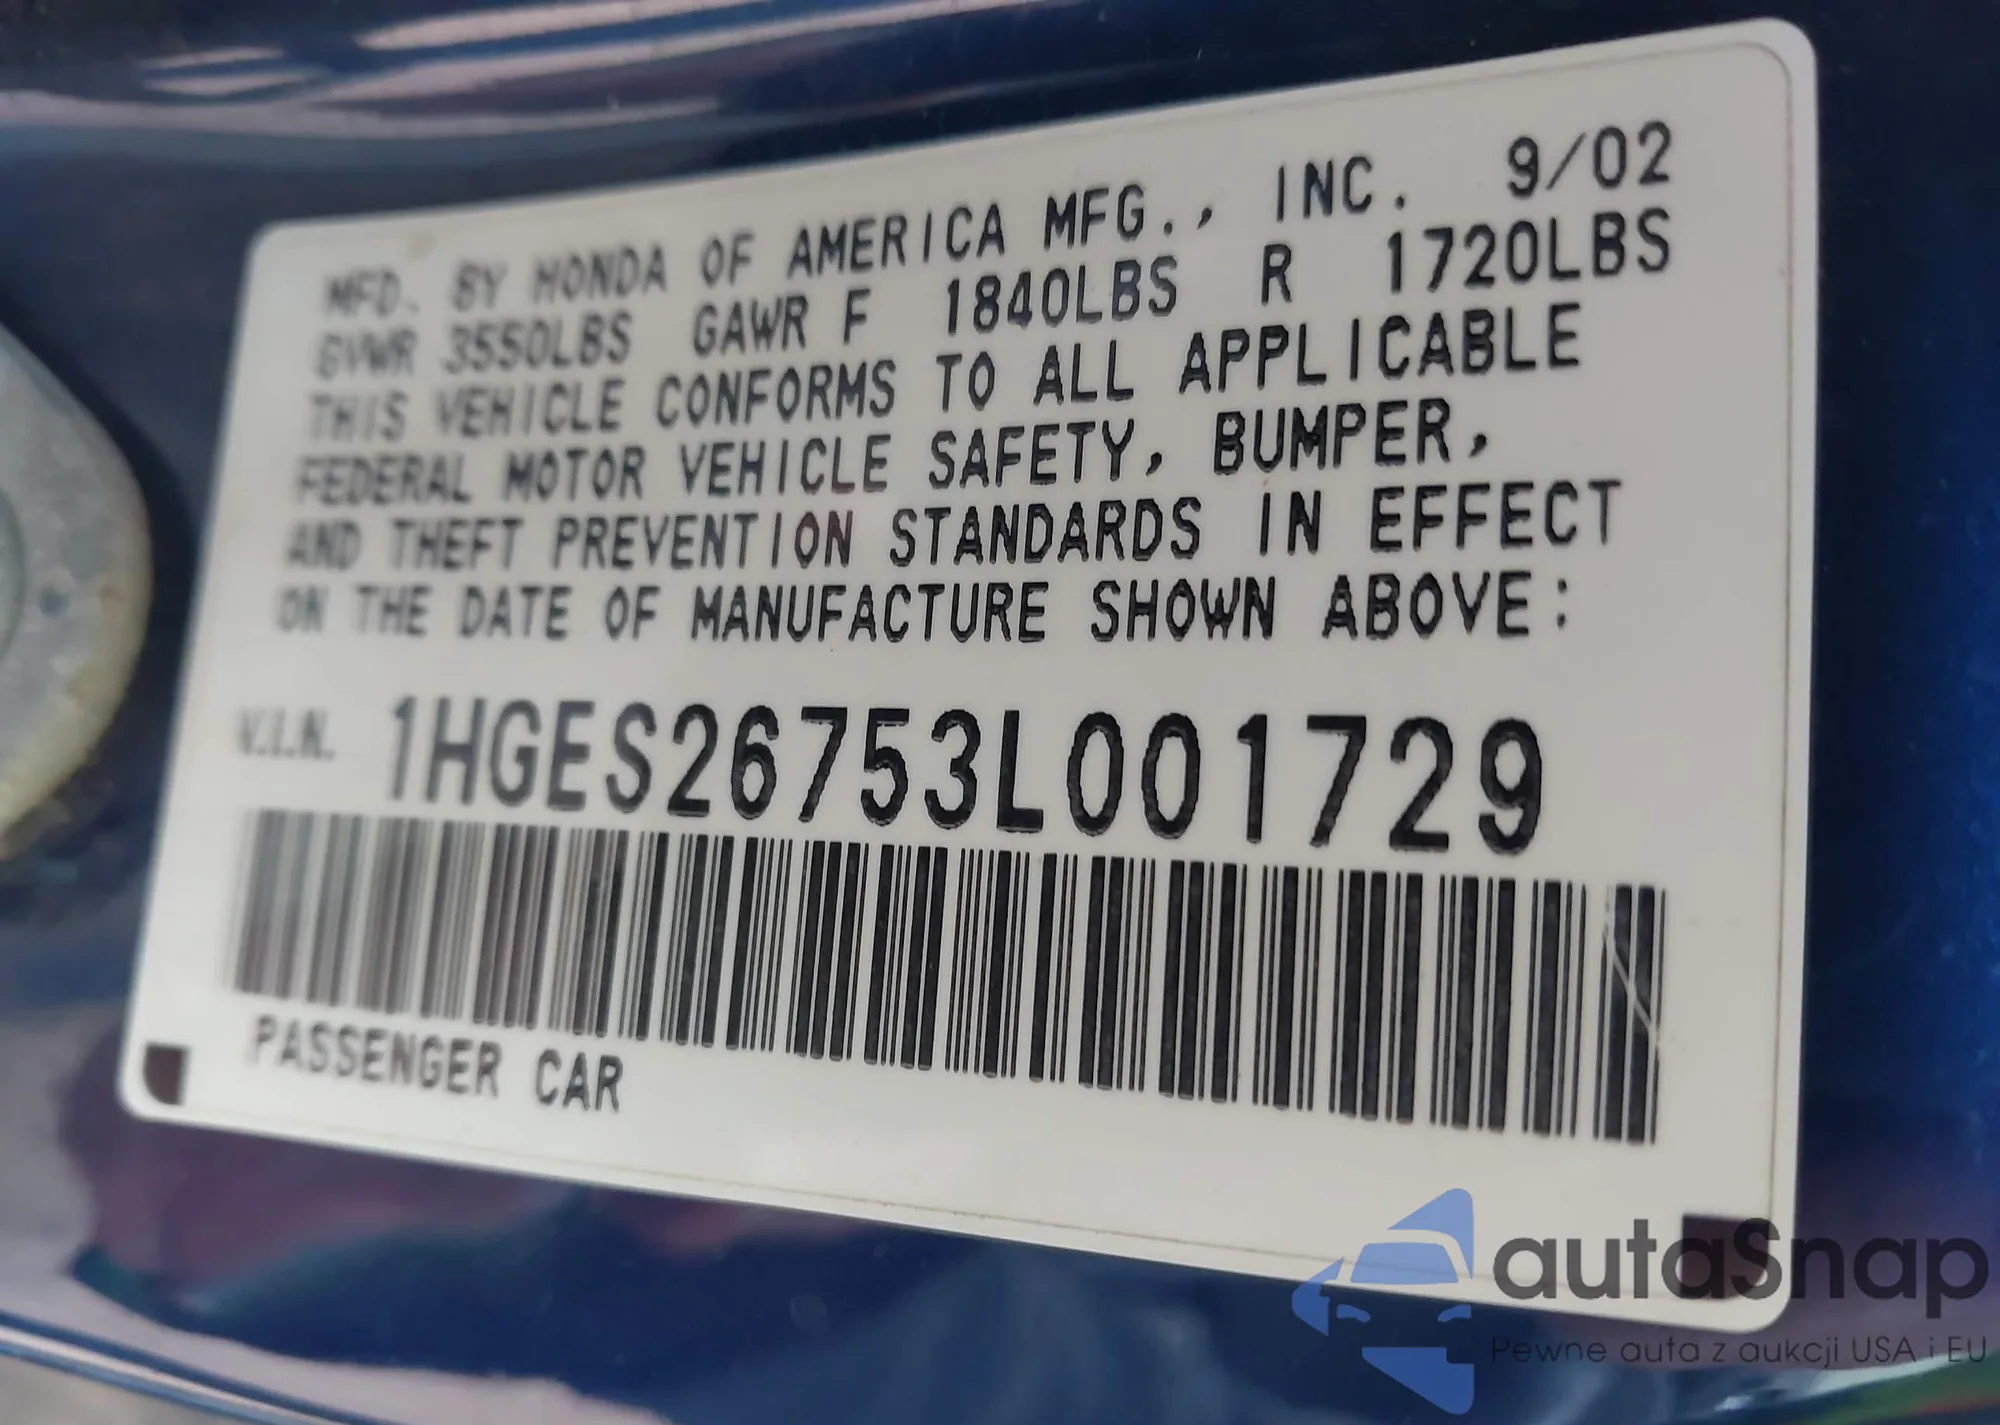 MFD. BY HONDA OF AMERICA MFG., INC. 9/02
GVWR 3550LBS GAWR F 1840LBS R 1720LBS
THIS VEHICLE CONFORMS TO ALL APPLICABLE
FEDERAL MOTOR VEHICLE SAFETY, BUMPER,
AND THEFT PREVENTION STANDARDS IN EFFECT
ON THE DATE OF MANUFACTURE SHOWN ABOVE:
V.I.N. 1HGES26753L001729
PASSENGER CAR
autaSnap
Pewne auta z aukcji USA i EU